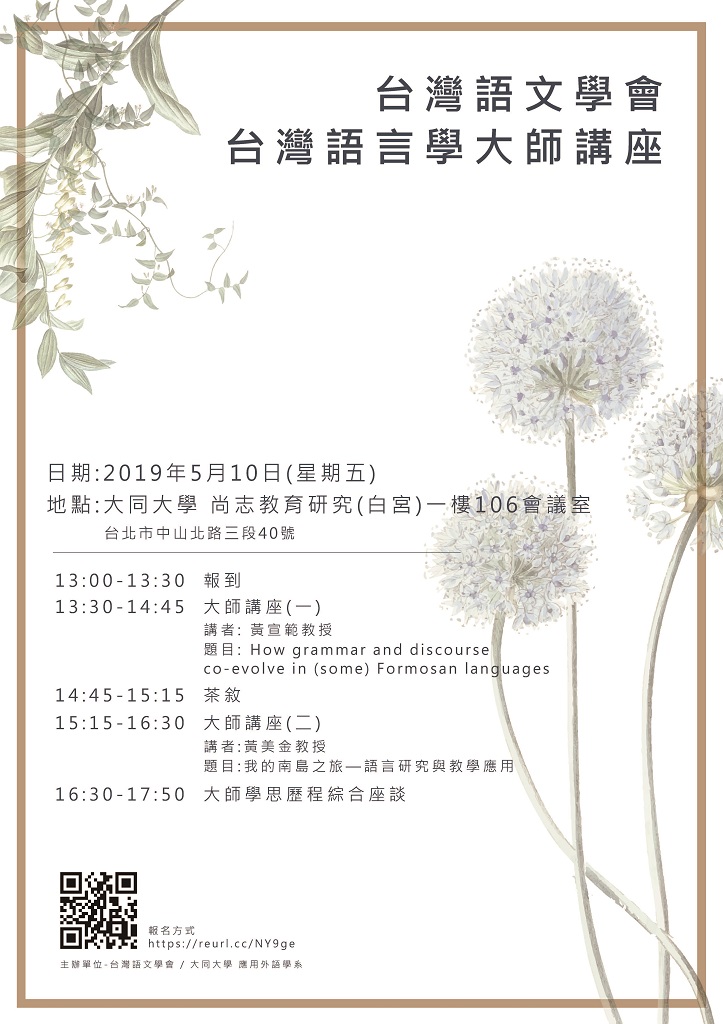 台灣語文學會
台灣語言學大師講座
日期:2019年5月10日(星期五)
地點:大同大學 尚志教育研究(白宮)一樓106會議室
台北市中山北路三段40號
13:00-13:30 報到
13:30-14:45 大師講座(一)
講者: 黃宣範教授
題目: How grammar and discourse
co-evolve in (some) Formosan languages
14:45-15:15 茶敘
15:15-16:30 大師講座(二)
講者:黃美金教授
題目:我的南島之旅—語言研究與教學應用
16:30-17:50 大師學思歷程綜合座談
報名方式
https://reurl.cc/NY9ge
主辦單位-台灣語文學會 / 大同大學 應用外語學系